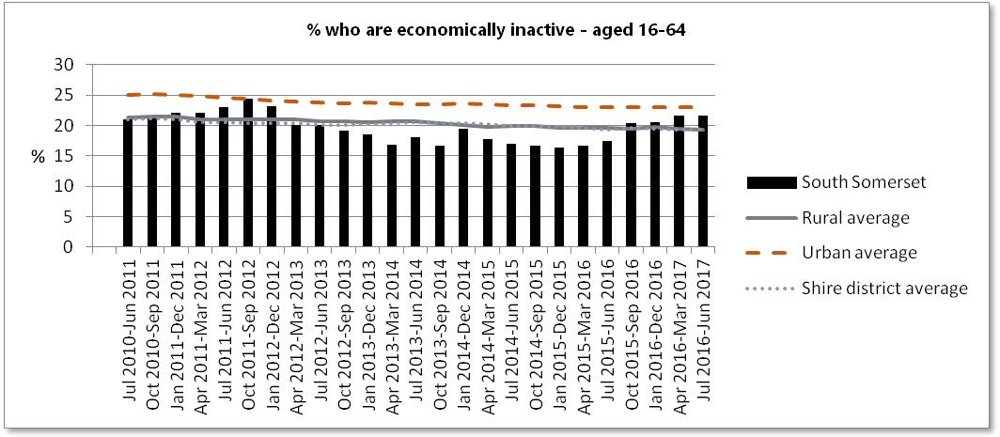 % who are economically inactive - aged 16-64
30
25
20
15
10
5
0
%
Jul 2010-Jun 2011
Oct 2010-Sep 2011
Jan 2011-Dec 2011
Apr 2011-Mar 2012
Jul 2011-Jun 2012
Oct 2011-Sep 2012
Jan 2012-Dec 2012
Apr 2012-Mar 2013
Jul 2012-Jun 2013
Oct 2012-Sep 2013
Jan 2013-Dec 2013
Apr 2013-Mar 2014
Jul 2013-Jun 2014
Oct 2013-Sep 2014
Jan 2014-Dec 2014
Apr 2014-Mar 2015
Jul 2014-Jun 2015
Oct 2014-Sep 2015
Jan 2015-Dec 2015
Apr 2015-Mar 2016
Jul 2015-Jun 2016
Oct 2015-Sep 2016
Jan 2016-Dec 2016
Apr 2016-Mar 2017
Jul 2016-Jun 2017
South Somerset
Rural average
Urban average
Shire district average